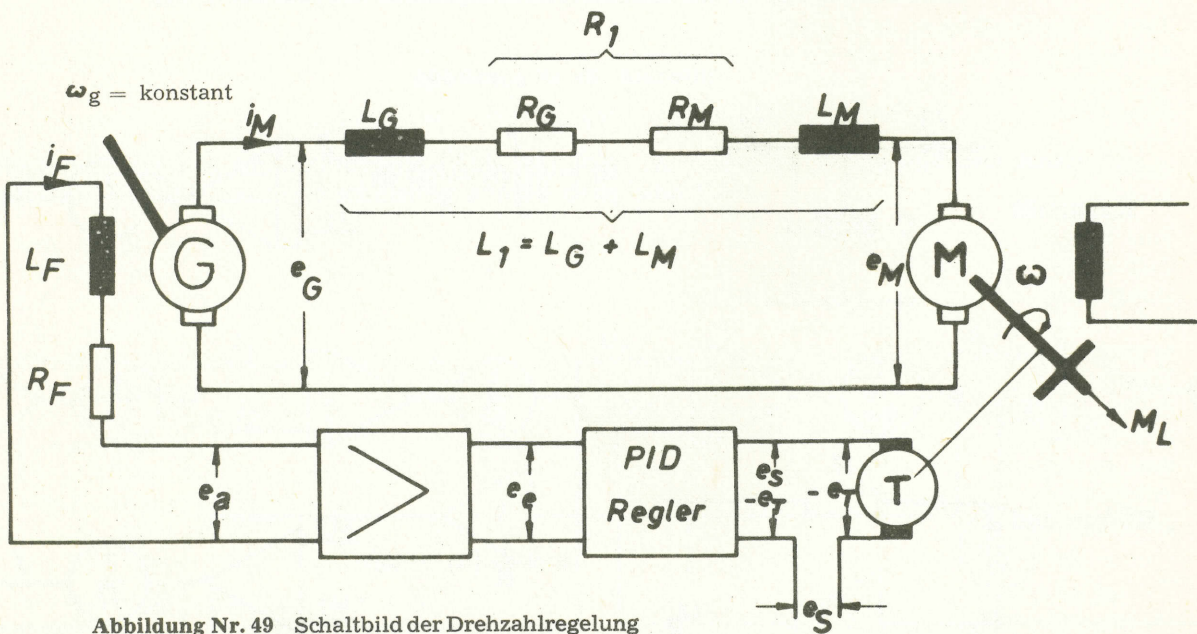 R1
ωg = konstant
iM
LG
RG
RM
LM
iF
LF
G
eG
L1 = LG + LM
eM
M
ω
RF
ML
ea
ee
PID
Regler
eS
-eT
-eT
T
eS
Abbildung Nr. 49 Schaltbild der Drehzahlregelung